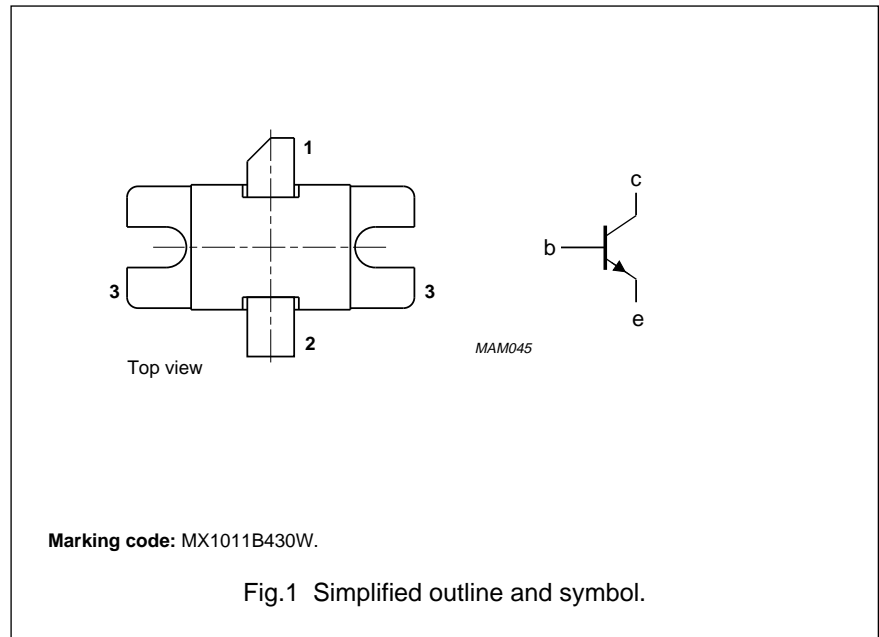 1
c
b
3
3
e
2
MAM045
Top view
Marking code: MX1011B430W.
Fig.1 Simplified outline and symbol.